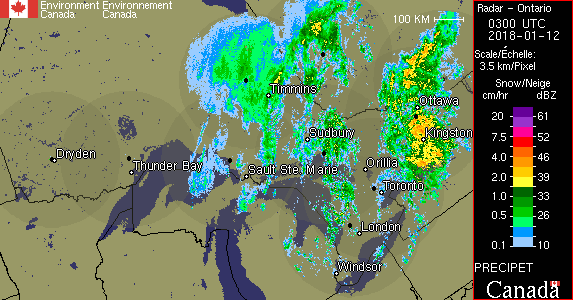 Environment Environnement
Canada Canada
100 KM
Timmins
Ottawa
Kingston
Sudbury
Dryden
Thunder Bay
Sault Ste. Marie
Orillia
Toronto
London
Windsor
Radar - Ontario
0300 UTC
2018-01-12
Scale/Échelle:
3.5 km/Pixel
Snow/Neige
cm/hr dBZ
20 61
7.5 52
4.0 46
2.0 39
1.0 33
0.5 26
0.1 10
PRECIPET
Canada